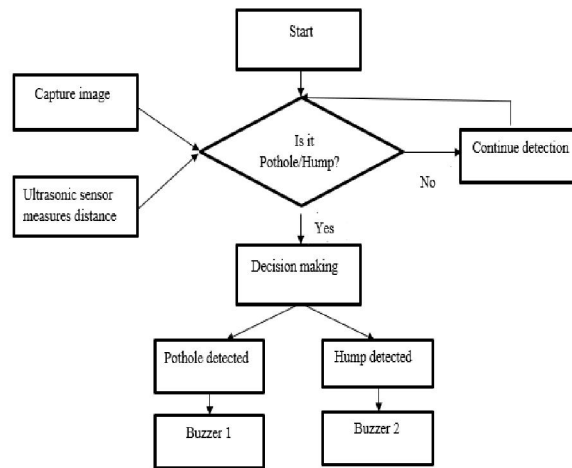 Start
Capture image
Is it
Pothole/Hump?
Continue detection
No
Ultrasonic sensor
measures distance
Yes
Decision making
Pothole detected
Hump detected
Buzzer 1
Buzzer 2